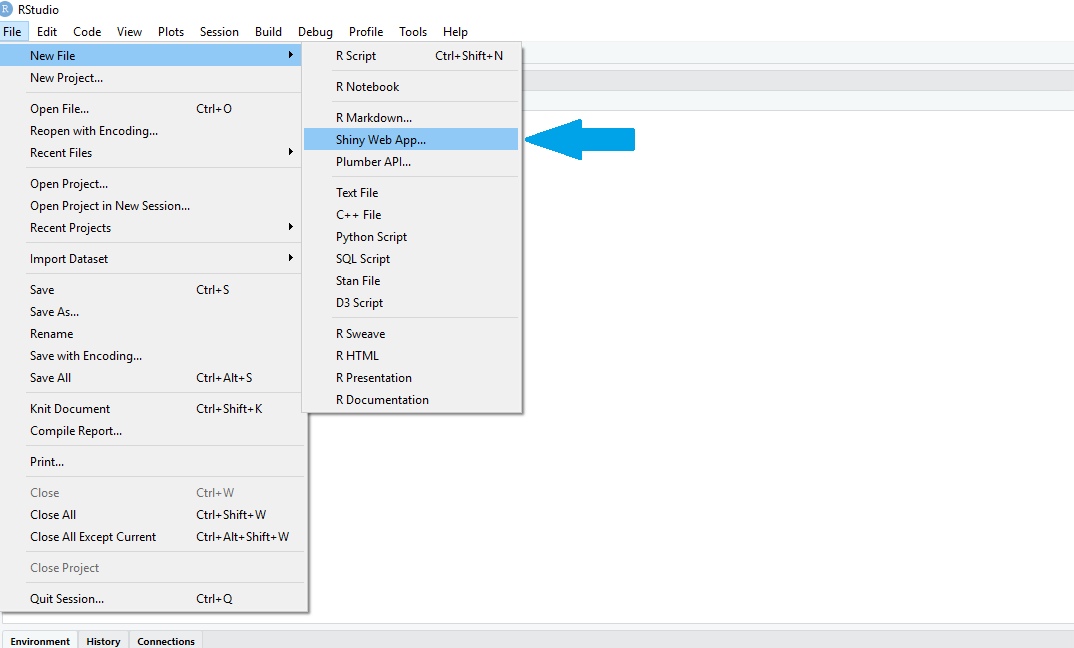 R RStudio
File Edit Code View Plots Session Build Debug Profile Tools Help
New File
New Project...
Open File... Ctrl+O
Reopen with Encoding...
Recent Files
Open Project...
Open Project in New Session...
Recent Projects
Import Dataset
Save Ctrl+S
Save As...
Rename
Save with Encoding...
Save All Ctrl+Alt+S
Knit Document Ctrl+Shift+K
Compile Report...
Print...
Close Ctrl+W
Close All Ctrl+Shift+W
Close All Except Current Ctrl+Alt+Shift+W
Close Project
Quit Session... Ctrl+Q
R Script Ctrl+Shift+N
R Notebook
R Markdown...
Shiny Web App...
Plumber API...
Text File
C++ File
Python Script
SQL Script
Stan File
D3 Script
R Sweave
R HTML
R Presentation
R Documentation
Environment History Connections